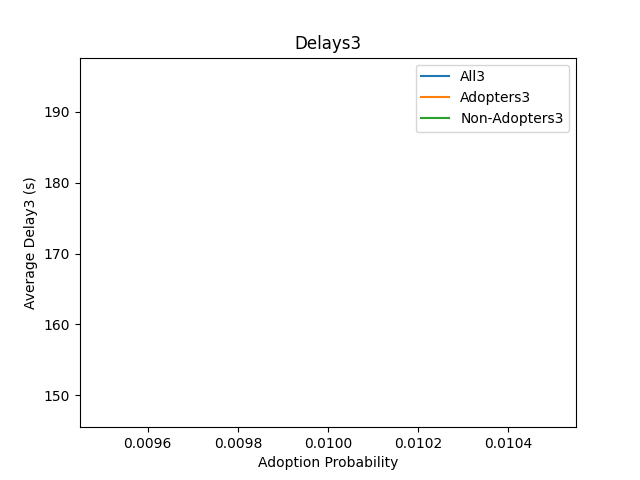 Delays3
All3
Adopters3
Non-Adopters3
Average Delay3 (s)
190
180
170
160
150
0.0096
0.0098
0.0100
0.0102
0.0104
Adoption Probability